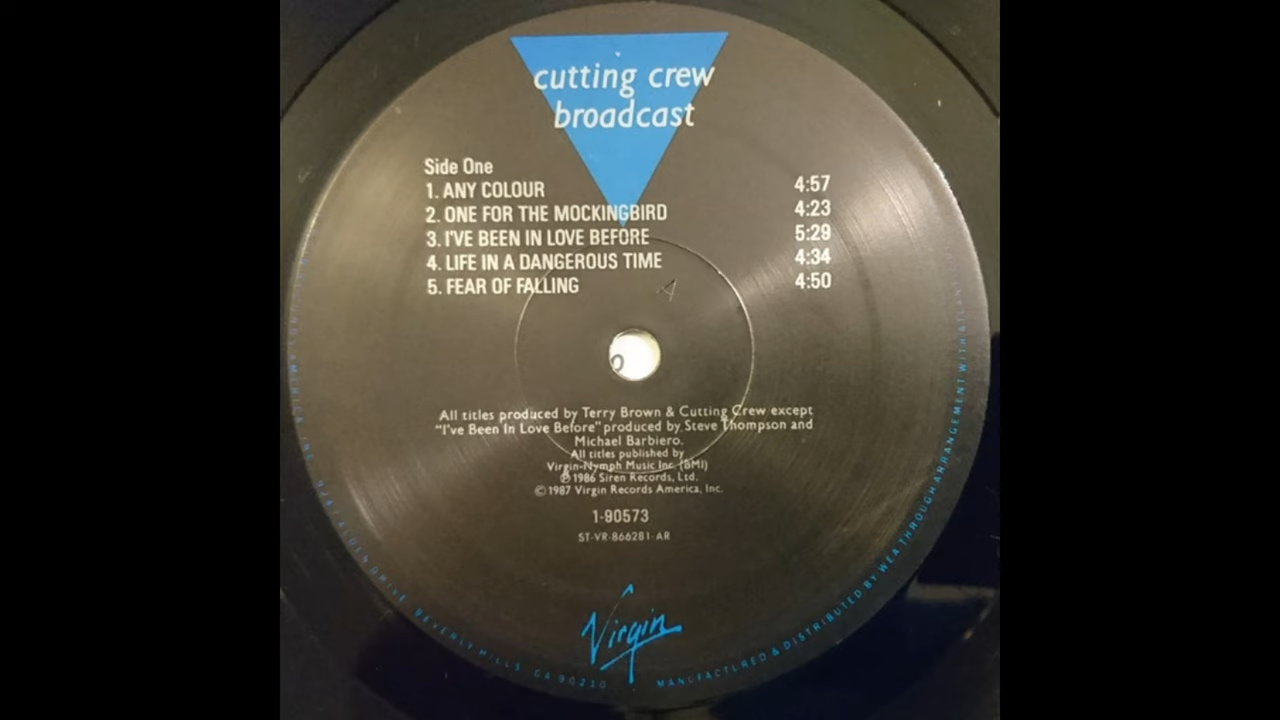 cutting crew
broadcast
Side One
1. ANY COLOUR 4:57
2. ONE FOR THE MOCKINGBIRD 4:23
3. I'VE BEEN IN LOVE BEFORE 5:29
4. LIFE IN A DANGEROUS TIME 4:34
5. FEAR OF FALLING 4:50
All titles produced by Terry Brown & Cutting Crew except
"I've Been In Love Before" produced by Steve Thompson and
Michael Barbiero.
All titles published by
Virgin-Nymph Music Inc. (BMI)
℗ 1986 Siren Records, Ltd.
© 1987 Virgin Records America, Inc.
1-90573
ST-VR-866281-AR
Virgin
AMERICA, INC. DRIVE BEVERLY HILLS CA 90210
MANUFACTURED & DISTRIBUTED BY WEA THROUGH ARRANGEMENT WITH ATLANTIC